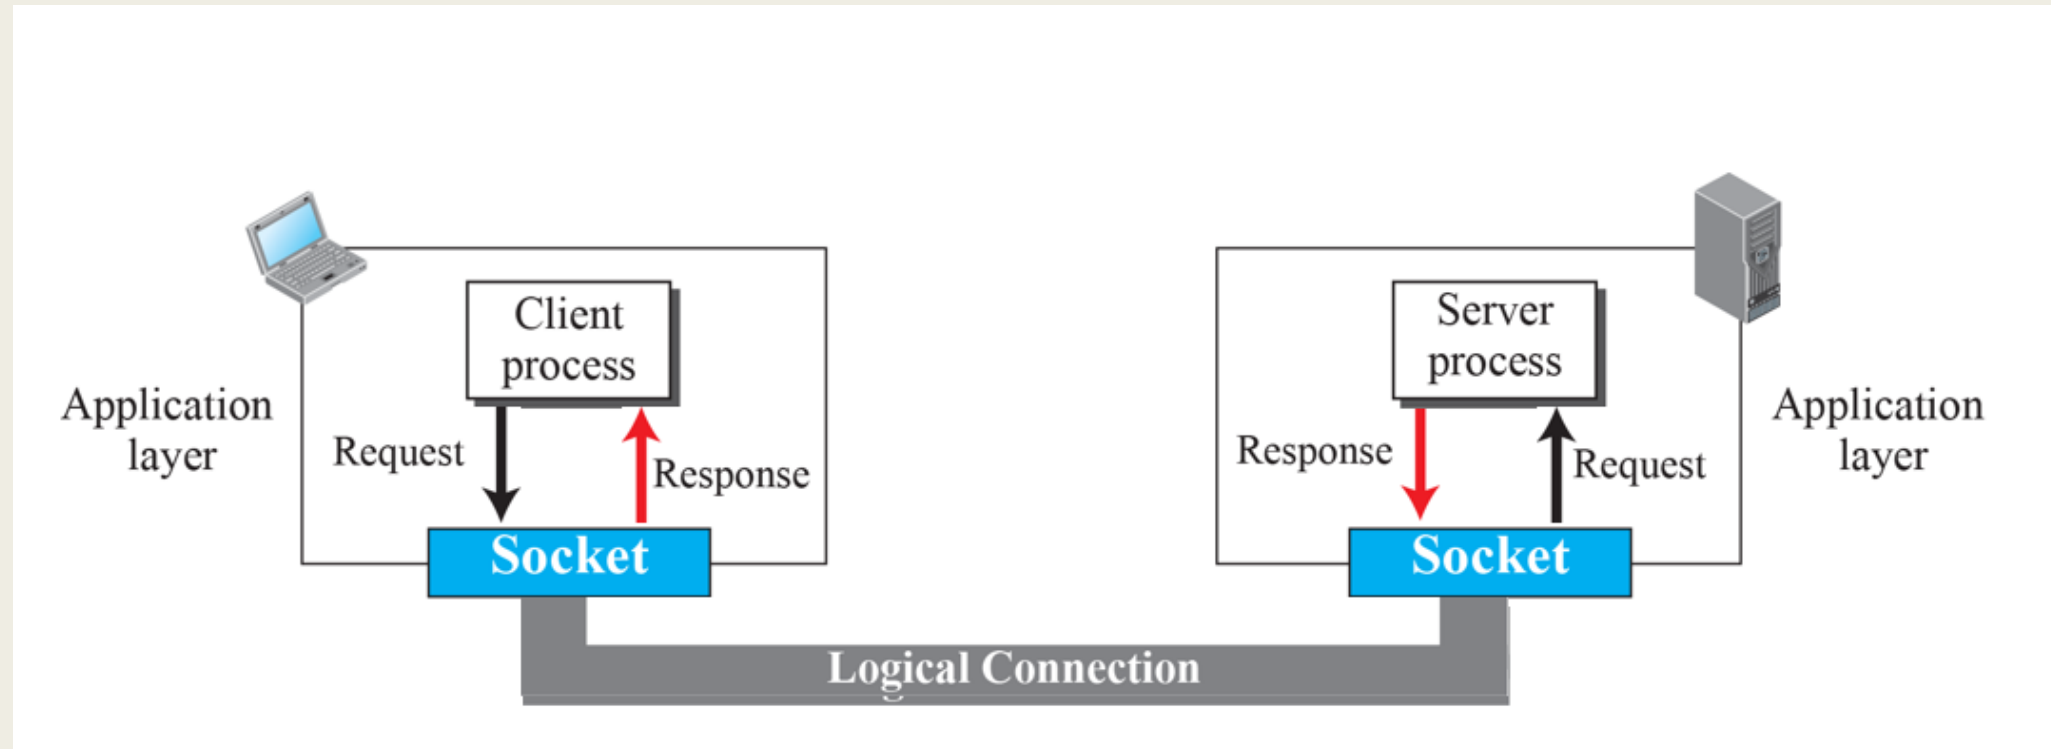 Client
process
Application
layer
Request
Response
Socket
Server
process
Response
Request
Application
layer
Socket
Logical Connection